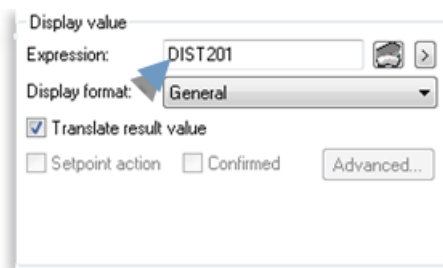 Display value
Expression: DIST201 >
Display format: General
Translate result value
Setpoint action Confirmed Advanced...